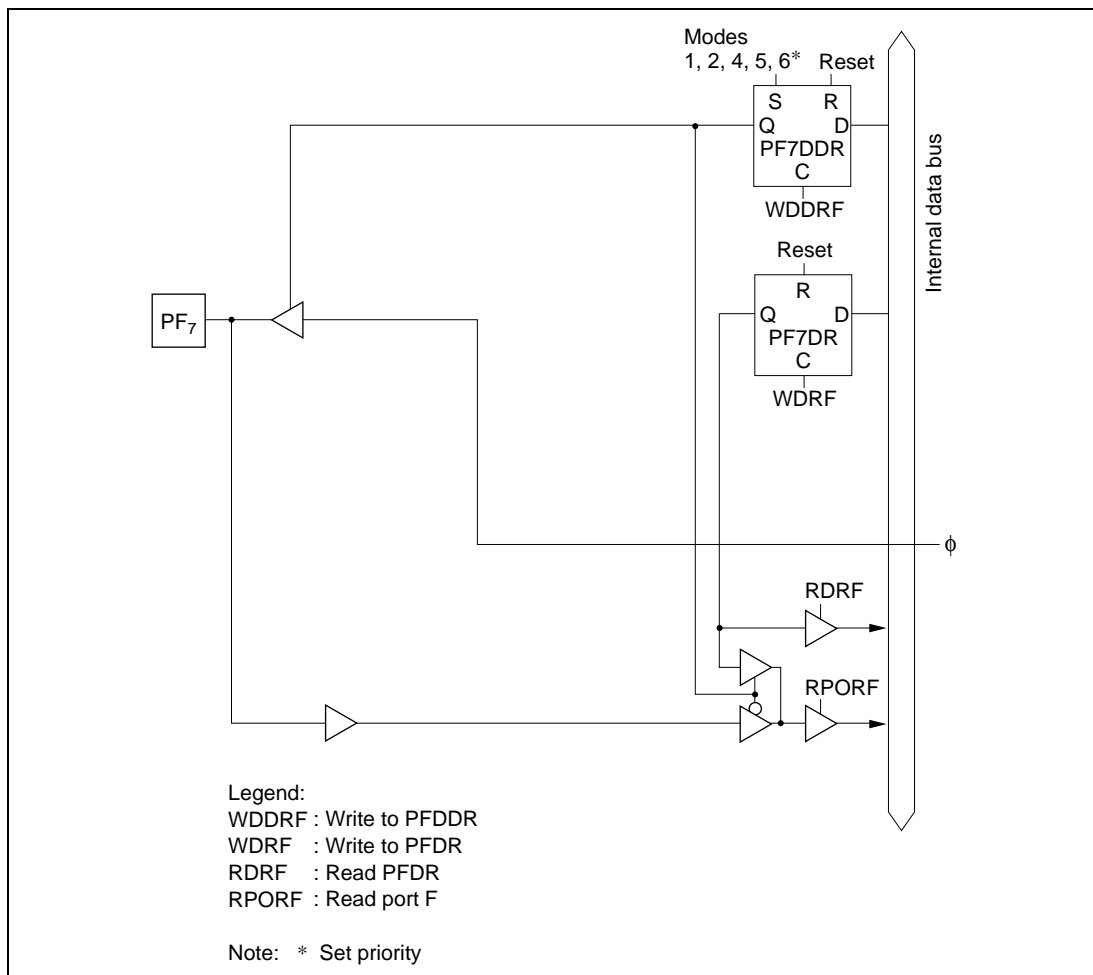 Modes
1, 2, 4, 5, 6* Reset
S R
Q D
PF7DDR
C
WDDRF
Internal data bus
Reset
R
Q D
PF7DR
C
WDRF
PF7
ϕ
RDRF
RPORF
Legend:
WDDRF : Write to PFDDR
WDRF : Write to PFDR
RDRF : Read PFDR
RPORF : Read port F
Note: * Set priority